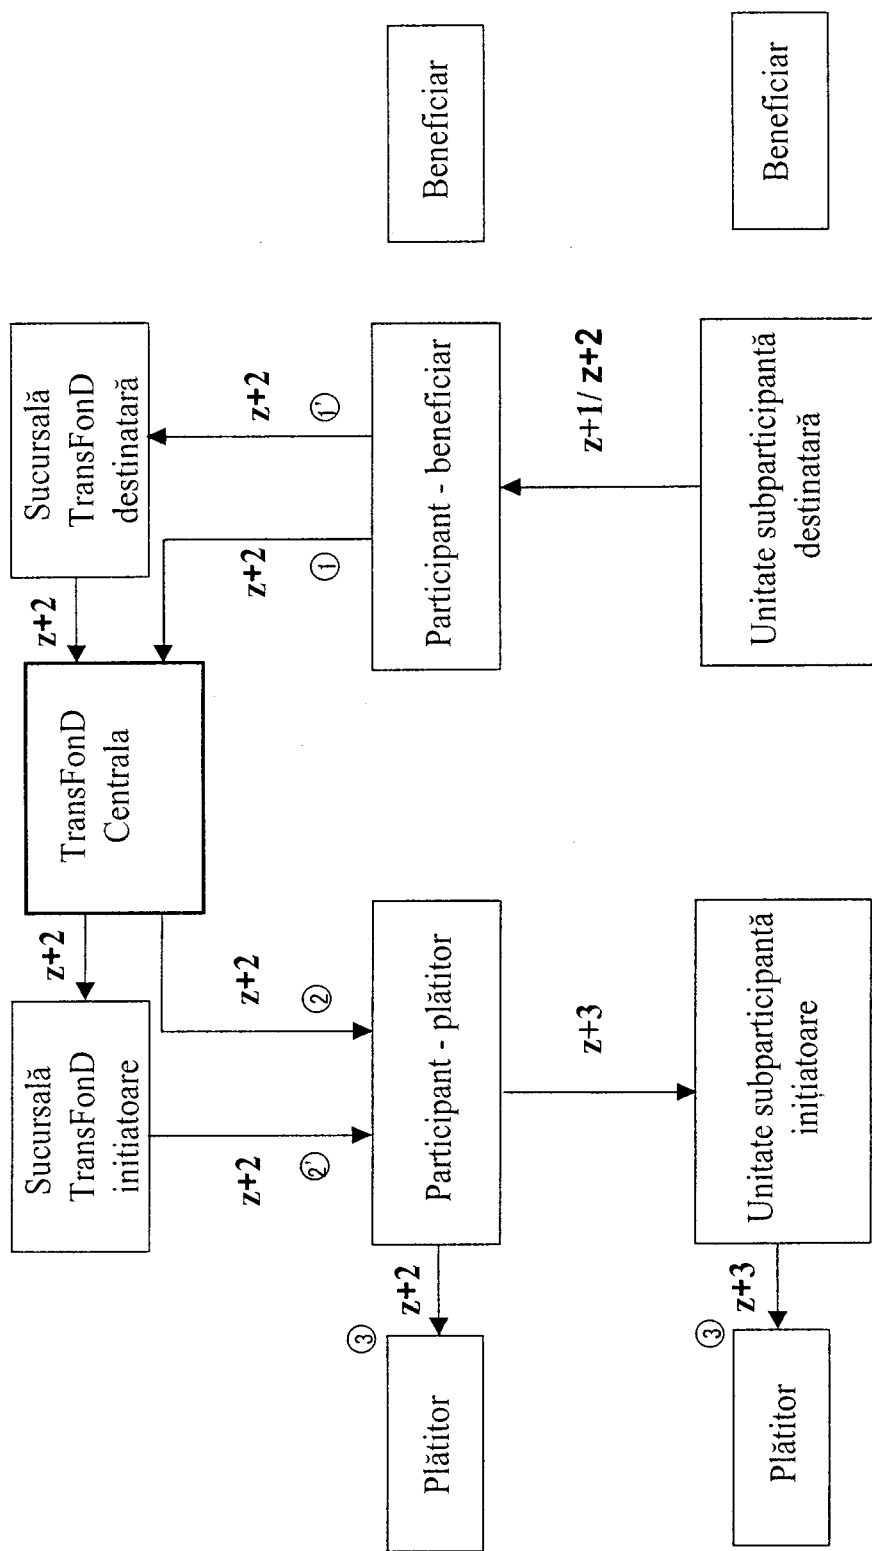 Sucursală
TransFonD
initiatoare
z+2
TransFonD
Centrala
z+2
Sucursală
TransFonD
destinatară
z+2
2'
z+2
2
z+2
1
z+2
1'
Plătitor
3
z+2
Participant - plătitor
Participant - beneficiar
Beneficiar
z+3
z+1/ z+2
Plătitor
3
z+3
Unitate subparticipantă
inițiatoare
Unitate subparticipantă
destinatară
Beneficiar